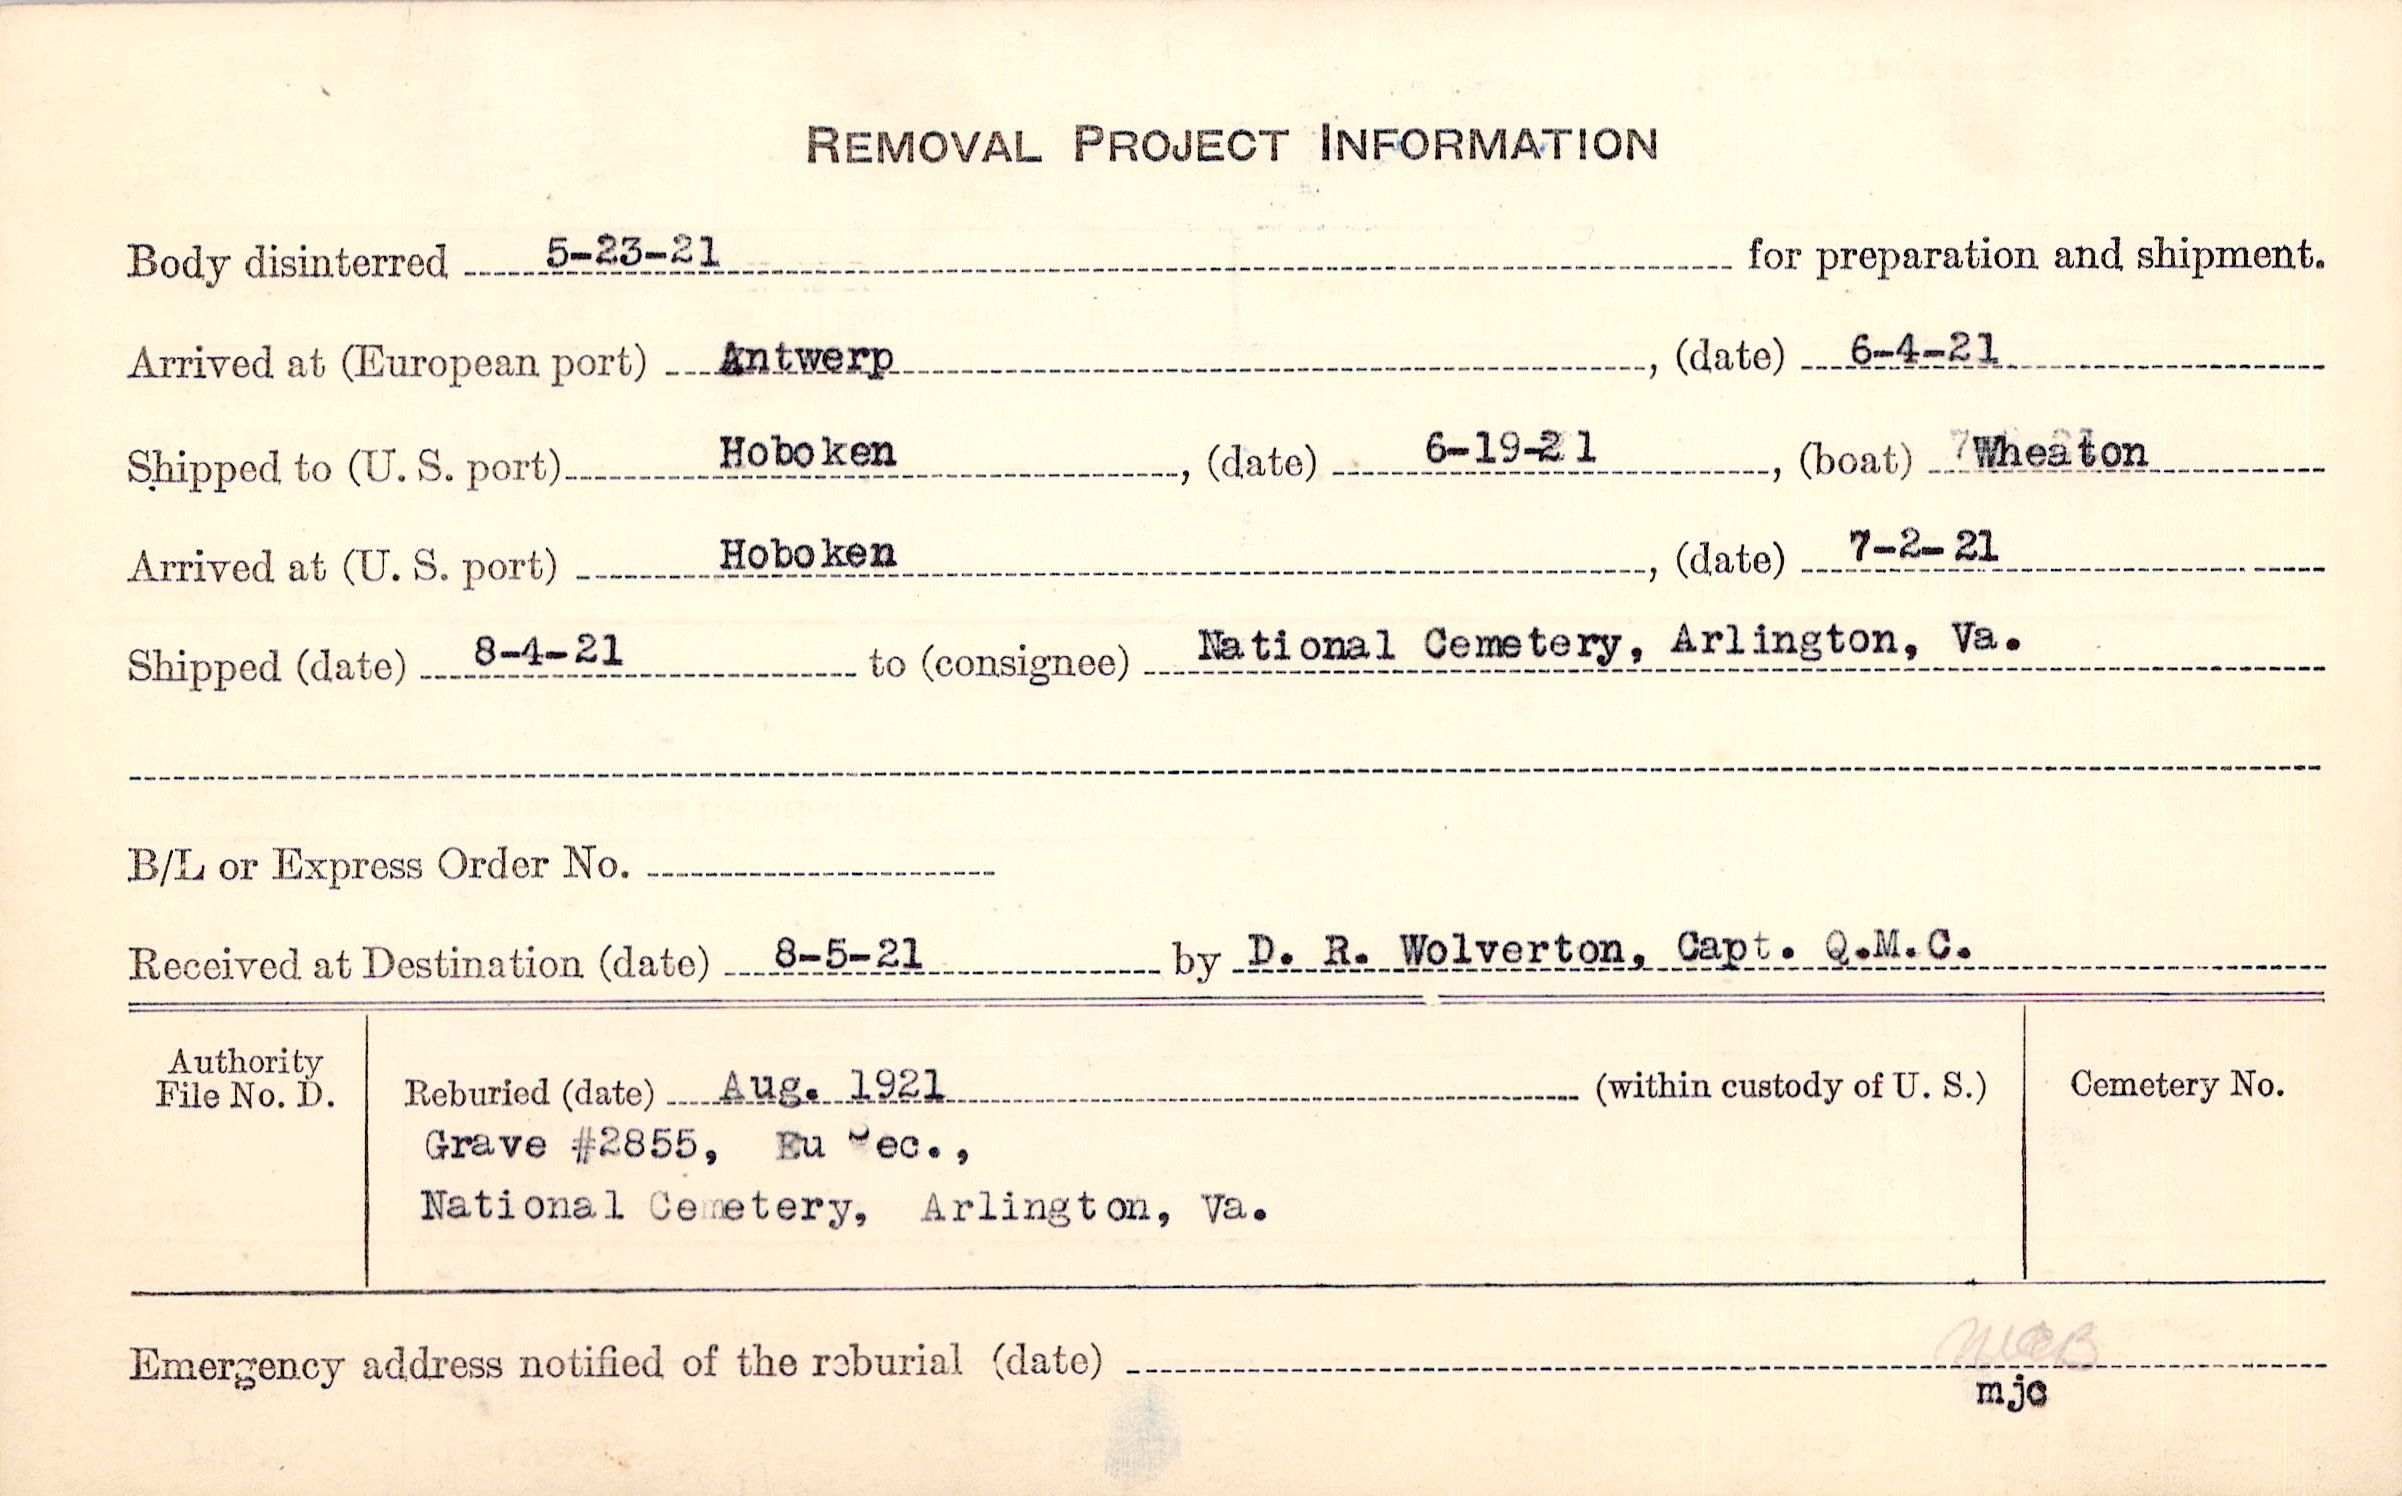 REMOVAL PROJECT INFORMATION
Body disinterred 5-23-21 for preparation and shipment.
Arrived at (European port) Antwerp, (date) 6-4-21
Shipped to (U. S. port) Hoboken, (date) 6-19-21, (boat) Wheaton
Arrived at (U. S. port) Hoboken, (date) 7-2-21
Shipped (date) 8-4-21 to (consignee) National Cemetery, Arlington, Va.
B/L or Express Order No.
Received at Destination (date) 8-5-21 by D. R. Wolverton, Capt. Q.M.C.
Authority
File No. D.
Reburied (date) Aug. 1921 (within custody of U. S.)
Grave #2855, Eu ec.,
National Cemetery, Arlington, Va.
Cemetery No.
Emergency address notified of the reburial (date)
mjc